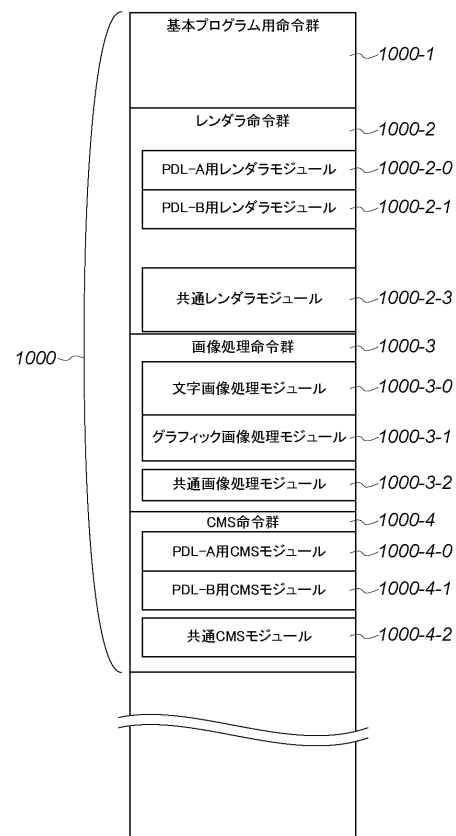 基本プログラム用命令群
1000-1
レンダラ命令群
1000-2
PDL-A用レンダラモジュール
1000-2-0
PDL-B用レンダラモジュール
1000-2-1
共通レンダラモジュール
1000-2-3
画像処理命令群
1000-3
1000
文字画像処理モジュール
1000-3-0
グラフィック画像処理モジュール
1000-3-1
共通画像処理モジュール
1000-3-2
CMS命令群
1000-4
PDL-A用CMSモジュール
1000-4-0
PDL-B用CMSモジュール
1000-4-1
共通CMSモジュール
1000-4-2